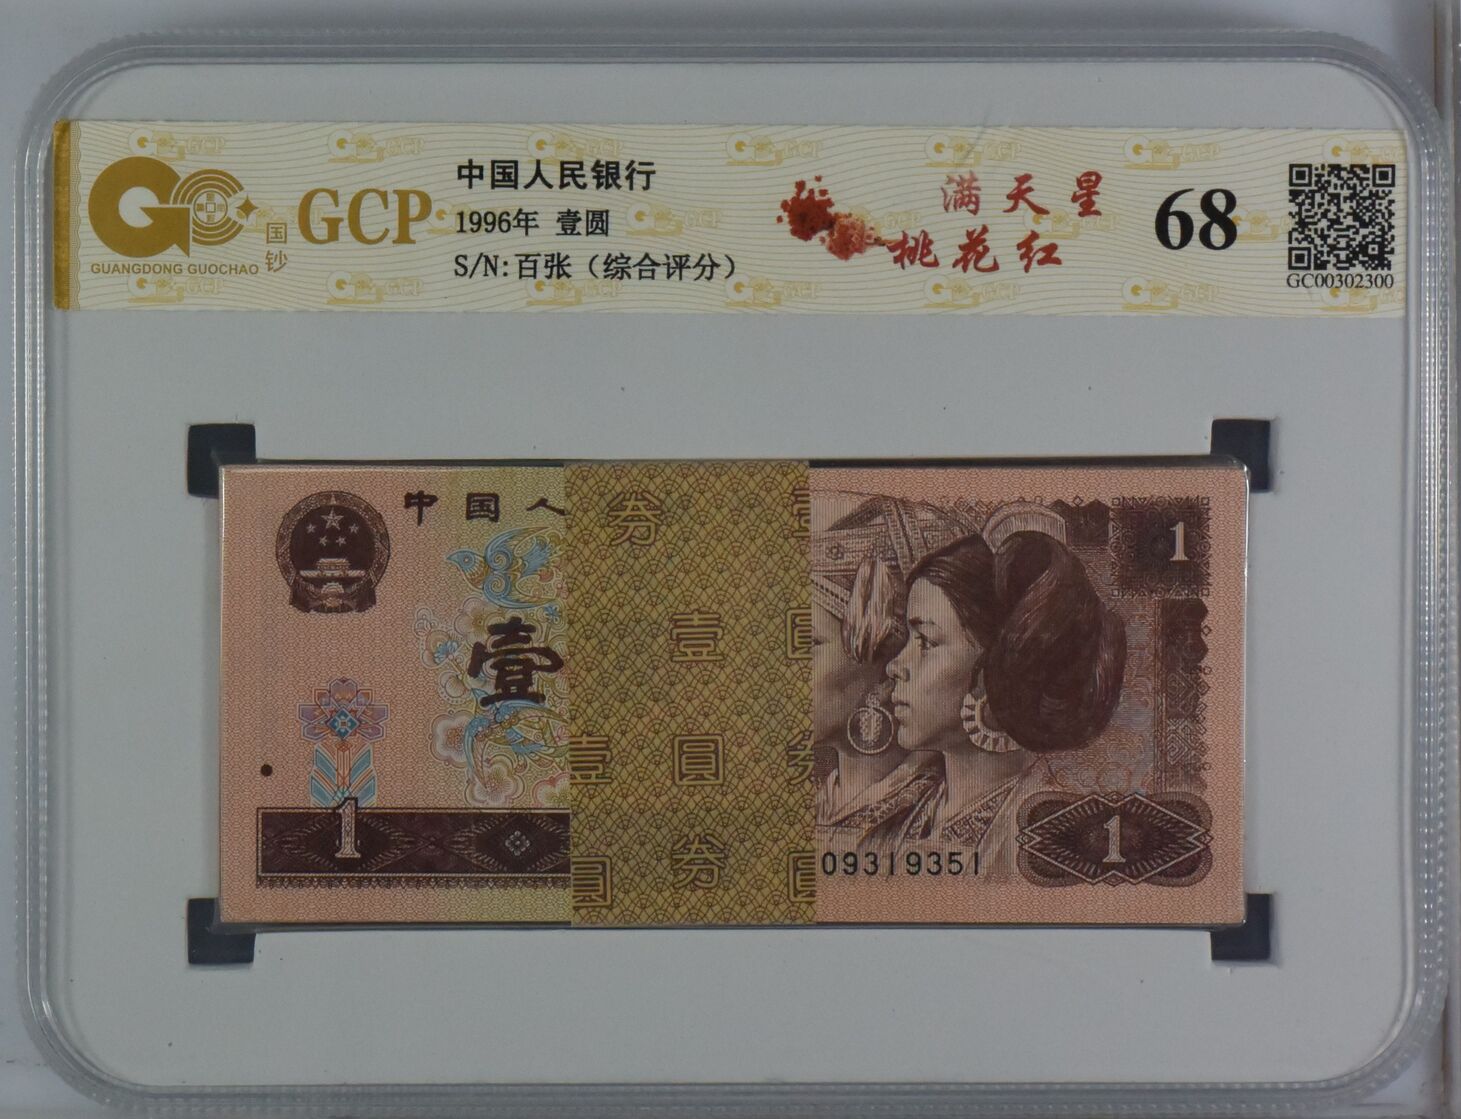 GUANGDONG GUOCHAO
国钞
GCP
中国人民银行
1996年 壹圆
S/N:百张（综合评分）
满天星
桃花红
68
GC00302300
中国人
壹
1
券
壹
圆
券
壹
圆
壹
圆
券
圆
1
09319351
1